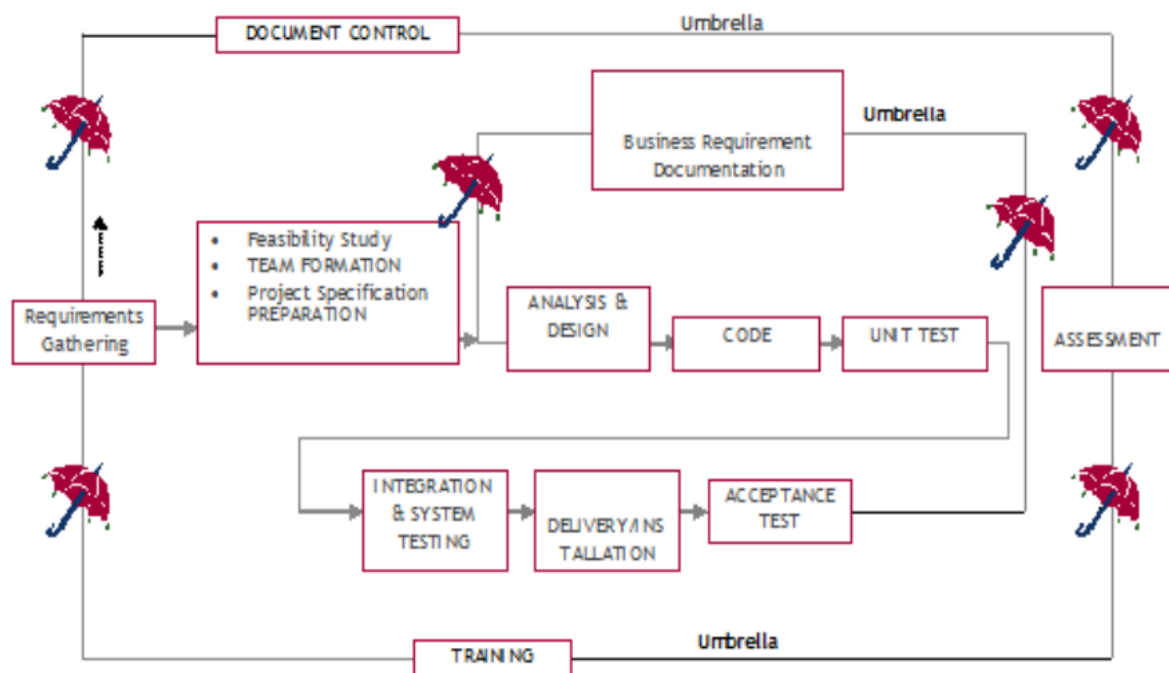 DOCUMENT CONTROL
Umbrella
Business Requirement
Documentation
Umbrella
• Feasibility Study
• TEAM FORMATION
• Project Specification
PREPARATION
Requirements
Gathering
ANALYSIS &
DESIGN
CODE
UNIT TEST
ASSESSMENT
INTEGRATION
& SYSTEM
TESTING
DELIVERY/INS
TALLATION
ACCEPTANCE
TEST
Umbrella
TRAINING